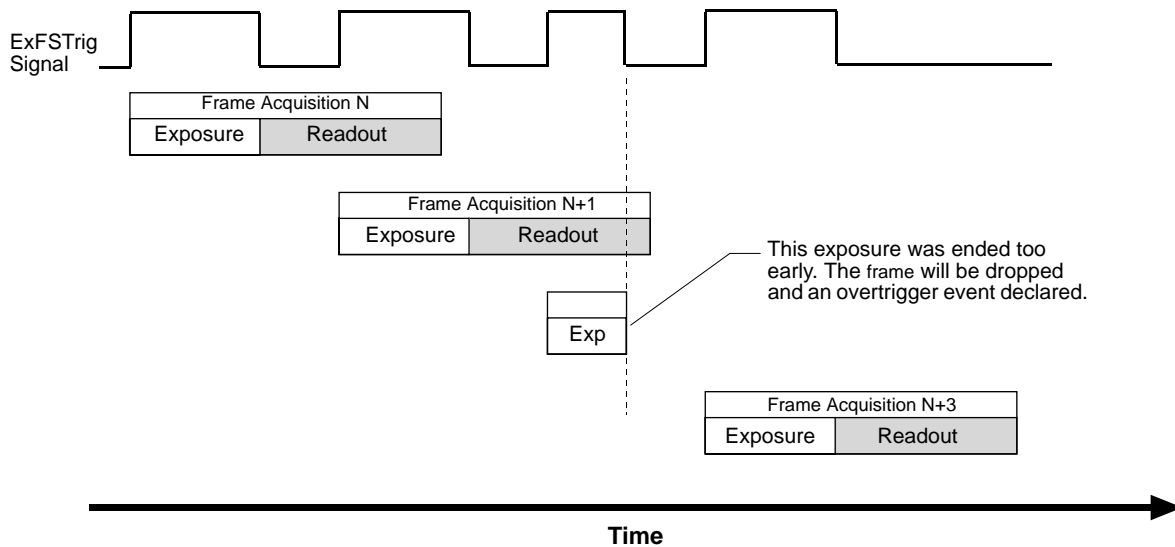 ExFSTrig
Signal
Frame Acquisition N
Exposure Readout
Frame Acquisition N+1
Exposure Readout
This exposure was ended too
early. The frame will be dropped
and an overtrigger event declared.
Exp
Frame Acquisition N+3
Exposure Readout
Time